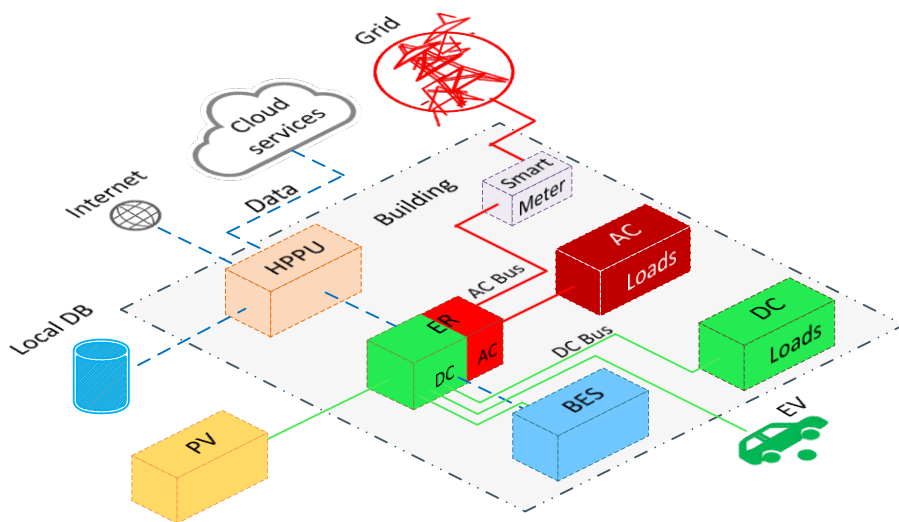 Grid
Cloud
services
Internet
Data
Building
Smart
Meter
HPPU
AC
Loads
AC Bus
Local DB
ER
AC
DC
DC Bus
DC
Loads
BES
EV
PV